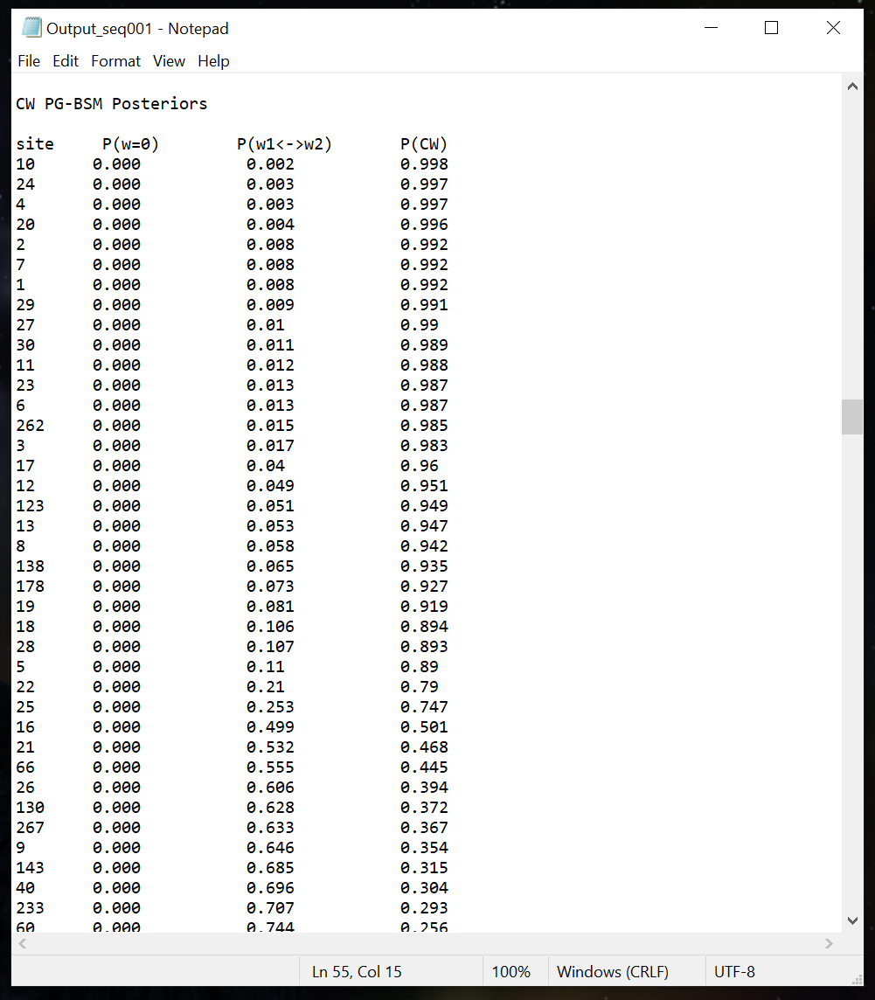 Output_seq001 - Notepad
File Edit Format View Help
CW PG-BSM Posteriors
site P(w=0) P(w1<->w2) P(CW)
10 0.000 0.002 0.998
24 0.000 0.003 0.997
4 0.000 0.003 0.997
20 0.000 0.004 0.996
2 0.000 0.008 0.992
7 0.000 0.008 0.992
1 0.000 0.008 0.992
29 0.000 0.009 0.991
27 0.000 0.01 0.99
30 0.000 0.011 0.989
11 0.000 0.012 0.988
23 0.000 0.013 0.987
6 0.000 0.013 0.987
262 0.000 0.015 0.985
3 0.000 0.017 0.983
17 0.000 0.04 0.96
12 0.000 0.049 0.951
123 0.000 0.051 0.949
13 0.000 0.053 0.947
8 0.000 0.058 0.942
138 0.000 0.065 0.935
178 0.000 0.073 0.927
19 0.000 0.081 0.919
18 0.000 0.106 0.894
28 0.000 0.107 0.893
5 0.000 0.11 0.89
22 0.000 0.21 0.79
25 0.000 0.253 0.747
16 0.000 0.499 0.501
21 0.000 0.532 0.468
66 0.000 0.555 0.445
26 0.000 0.606 0.394
130 0.000 0.628 0.372
267 0.000 0.633 0.367
9 0.000 0.646 0.354
143 0.000 0.685 0.315
40 0.000 0.696 0.304
233 0.000 0.707 0.293
60 0.000 0.744 0.256
Ln 55, Col 15 100% Windows (CRLF) UTF-8